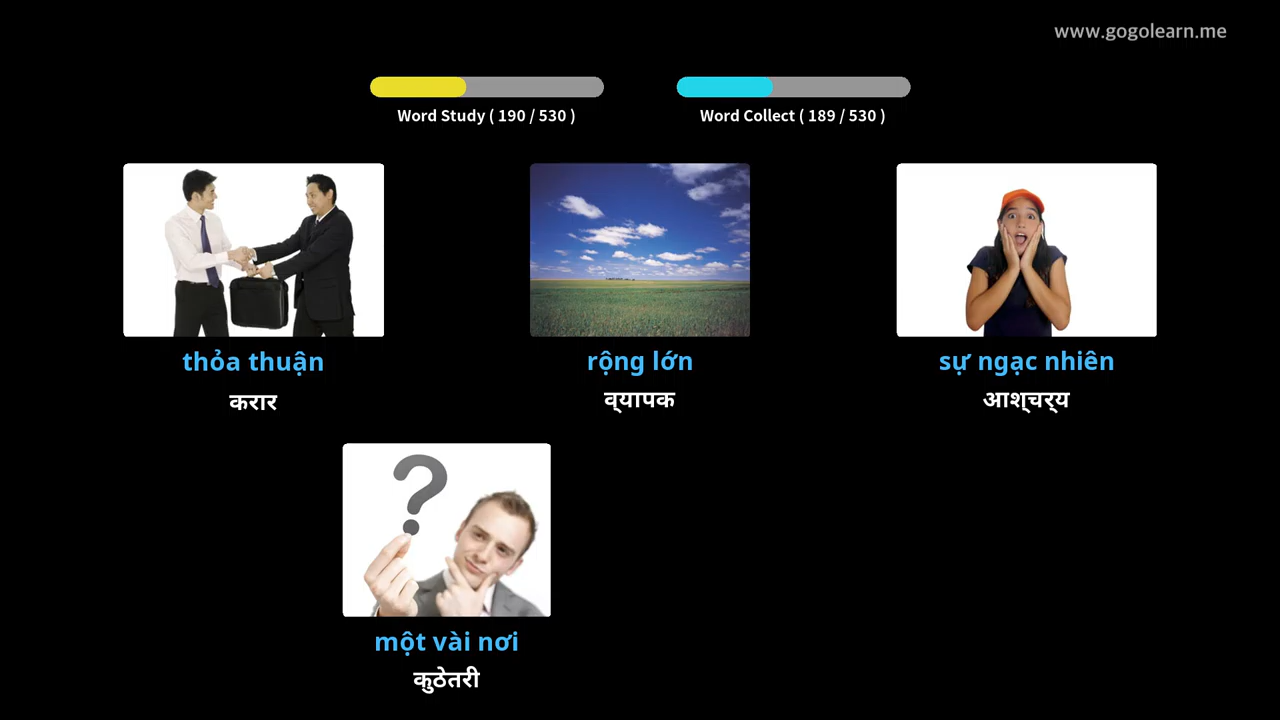 www.gogolearn.me
Word Study ( 190 / 530 )
Word Collect ( 189 / 530 )
thỏa thuận
रộng lớn
sự ngạc nhiên
करार
व्यापक
आश्चर्य
một vài nơi
कुठेतरी